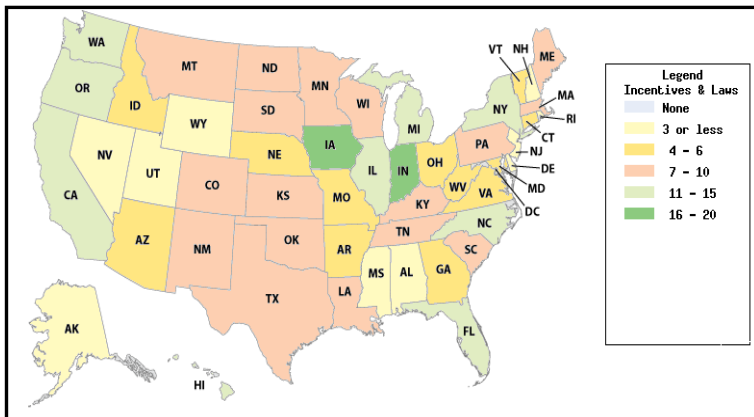 WA
OR
CA
NV
ID
MT
WY
UT
AZ
CO
NM
ND
SD
NE
KS
OK
TX
MN
IA
MO
AR
LA
WI
IL
MI
IN
OH
KY
TN
MS
AL
GA
FL
SC
NC
VA
WV
PA
NY
VT
NH
ME
MA
RI
CT
NJ
DE
MD
DC
AK
HI
Legend
Incentives & Laws
None
3 or less
4 - 6
7 - 10
11 - 15
16 - 20